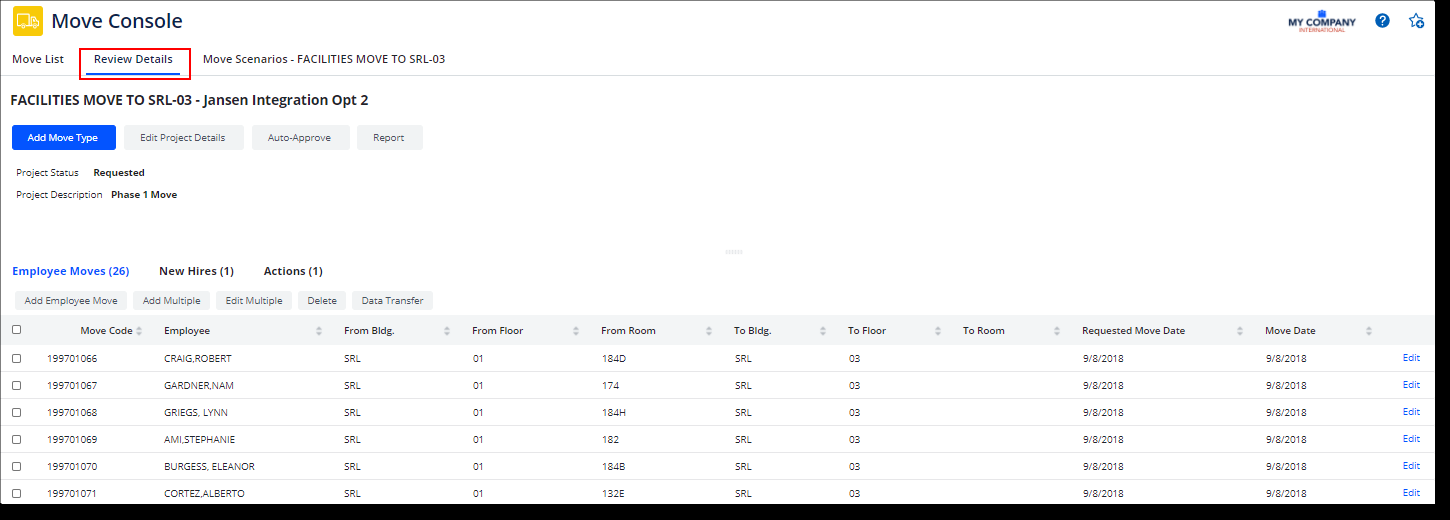 Move Console
MY COMPANY
INTERNATIONAL
?
Move List Review Details Move Scenarios - FACILITIES MOVE TO SRL-03
FACILITIES MOVE TO SRL-03 - Jansen Integration Opt 2
Add Move Type Edit Project Details Auto-Approve Report
Project Status Requested
Project Description Phase 1 Move
Employee Moves (26) New Hires (1) Actions (1)
Add Employee Move Add Multiple Edit Multiple Delete Data Transfer
Move Code Employee From Bldg. From Floor From Room To Bldg. To Floor To Room Requested Move Date Move Date
199701066 CRAIG,ROBERT SRL 01 184D SRL 03 9/8/2018 9/8/2018 Edit
199701067 GARDNER,NAM SRL 01 174 SRL 03 9/8/2018 9/8/2018 Edit
199701068 GRIEGS, LYNN SRL 01 184H SRL 03 9/8/2018 9/8/2018 Edit
199701069 AMI,STEPHANIE SRL 01 182 SRL 03 9/8/2018 9/8/2018 Edit
199701070 BURGESS, ELEANOR SRL 01 184B SRL 03 9/8/2018 9/8/2018 Edit
199701071 CORTEZ,ALBERTO SRL 01 132E SRL 03 9/8/2018 9/8/2018 Edit